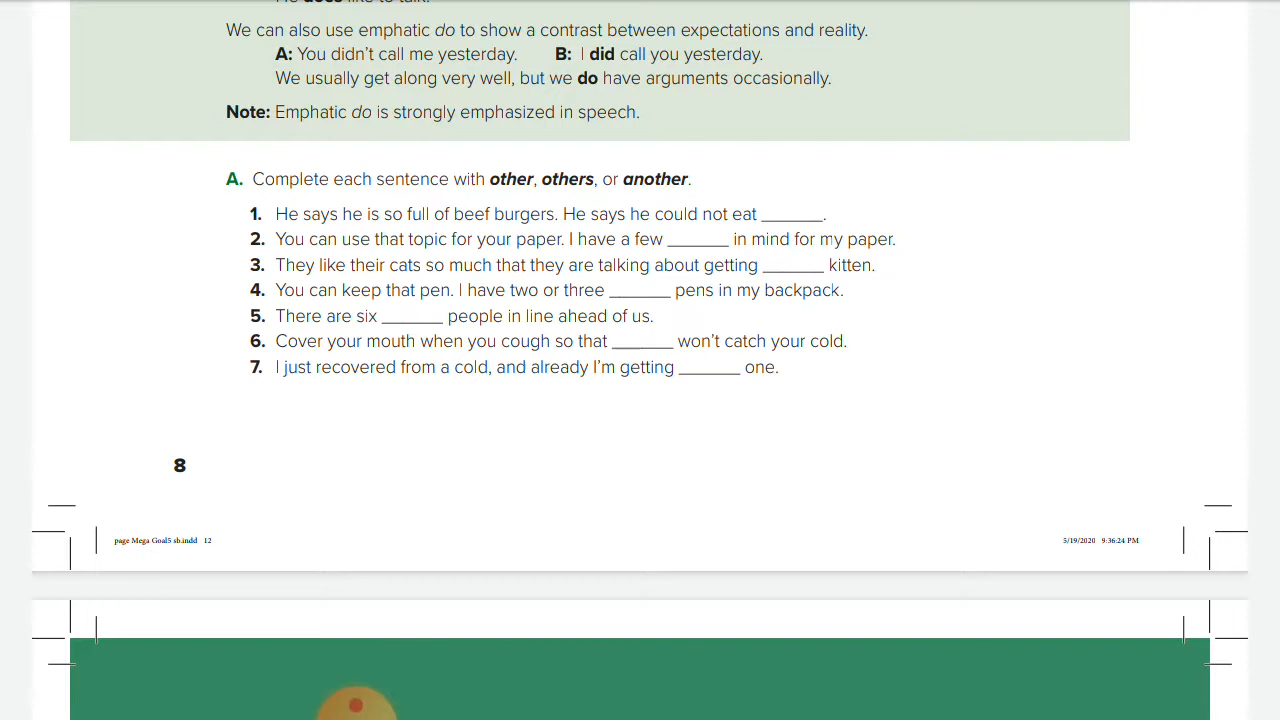 We can also use emphatic do to show a contrast between expectations and reality.
A: You didn't call me yesterday. B: I did call you yesterday.
We usually get along very well, but we do have arguments occasionally.
Note: Emphatic do is strongly emphasized in speech.
A. Complete each sentence with other, others, or another.
1. He says he is so full of beef burgers. He says he could not eat ______.
2. You can use that topic for your paper. I have a few ______ in mind for my paper.
3. They like their cats so much that they are talking about getting ______ kitten.
4. You can keep that pen. I have two or three ______ pens in my backpack.
5. There are six ______ people in line ahead of us.
6. Cover your mouth when you cough so that ______ won't catch your cold.
7. I just recovered from a cold, and already I'm getting ______ one.
8
page Mega Goal5 sb.indd 12 5/19/2020 9:36:24 PM